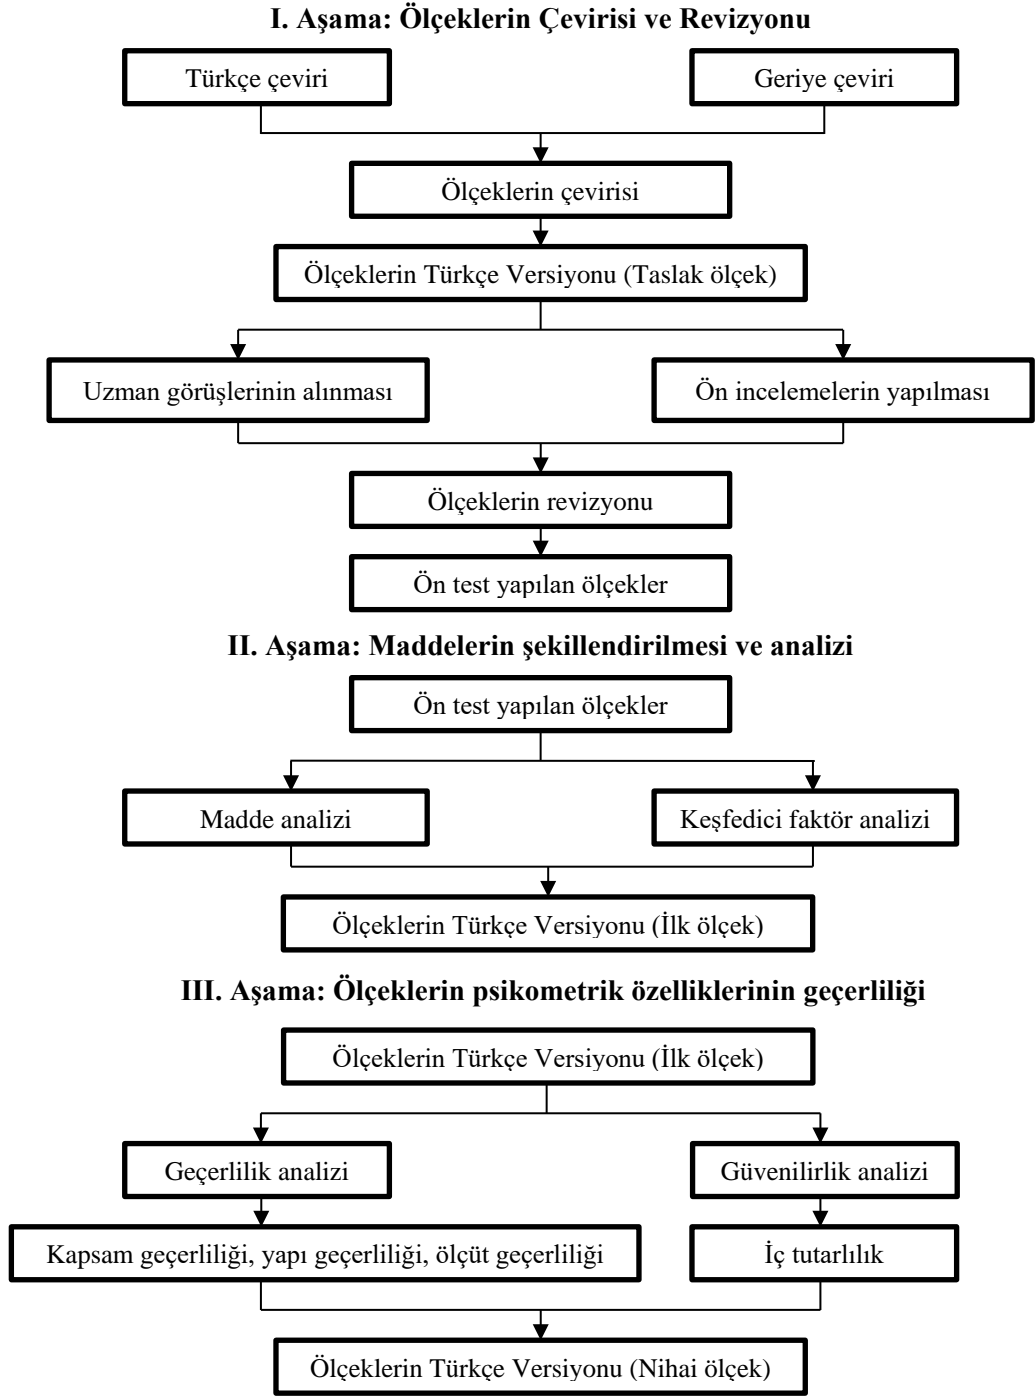 I. Aşama: Ölçeklerin Çevirisi ve Revizyonu
Türkçe çeviri
Geriye çeviri
Ölçeklerin çevirisi
Ölçeklerin Türkçe Versiyonu (Taslak ölçek)
Uzman görüşlerinin alınması
Ön incelemelerin yapılması
Ölçeklerin revizyonu
Ön test yapılan ölçekler
II. Aşama: Maddelerin şekillendirilmesi ve analizi
Ön test yapılan ölçekler
Madde analizi
Keşfedici faktör analizi
Ölçeklerin Türkçe Versiyonu (İlk ölçek)
III. Aşama: Ölçeklerin psikometrik özelliklerinin geçerliliği
Ölçeklerin Türkçe Versiyonu (İlk ölçek)
Geçerlilik analizi
Güvenilirlik analizi
Kapsam geçerliliği, yapı geçerliliği, ölçüt geçerliliği
İç tutarlılık
Ölçeklerin Türkçe Versiyonu (Nihai ölçek)